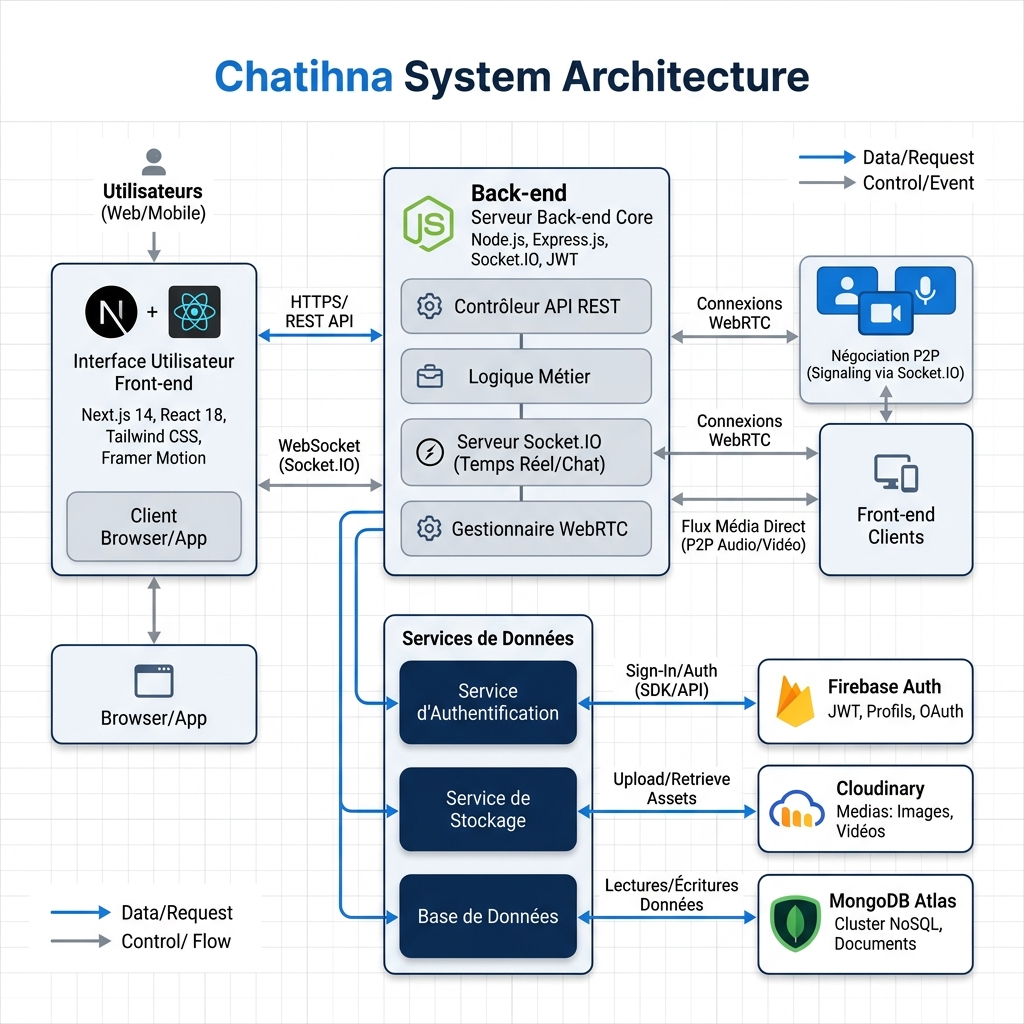 Chatihna System Architecture
Utilisateurs
(Web/Mobile)
Data/Request
Control/Event
N
+
Interface Utilisateur
Front-end
Next.js 14, React 18,
Tailwind CSS,
Framer Motion
Client
Browser/App
Browser/App
HTTPS/
REST API
WebSocket
(Socket.IO)
JS
Back-end
Serveur Back-end Core
Node.js, Express.js,
Socket.IO, JWT
Contrôleur API REST
Logique Métier
Serveur Socket.IO
(Temps Réel/Chat)
Gestionnaire WebRTC
Connexions
WebRTC
Négociation P2P
(Signaling via Socket.IO)
Connexions
WebRTC
Flux Média Direct
(P2P Audio/Vidéo)
Front-end
Clients
Services de Données
Service
d'Authentification
Service de
Stockage
Base de Données
Sign-In/Auth
(SDK/API)
Firebase Auth
JWT, Profils, OAuth
Upload/Retrieve
Assets
Cloudinary
Medias: Images,
Vidéos
Lectures/Écritures
Données
MongoDB Atlas
Cluster NoSQL,
Documents
Data/Request
Control/ Flow